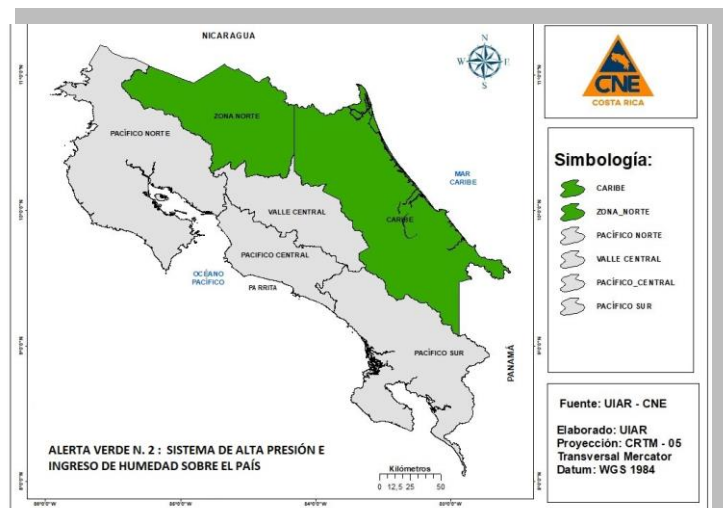 NICARAGUA
N
W E
S
CNE
COSTA RICA
ZONA NORTE
PACÍFICO NORTE
MAR
CARIBE
VALLE CENTRAL
CARIBE
PACIFICO CENTRAL
OCEÁNO
PACÍFICO
PARRITA
PANAMÁ
PACÍFICO SUR
ALERTA VERDE N. 2 : SISTEMA DE ALTA PRESIÓN E
INGRESO DE HUMEDAD SOBRE EL PAÍS
Kilómetros
0 12,5 25 50
Simbología:
CARIBE
ZONA_NORTE
PACÍFICO NORTE
VALLE CENTRAL
PACÍFICO_CENTRAL
PACÍFICO SUR
Fuente: UIAR - CNE
Elaborado: UIAR
Proyección: CRTM - 05
Transversal Mercator
Datum: WGS 1984